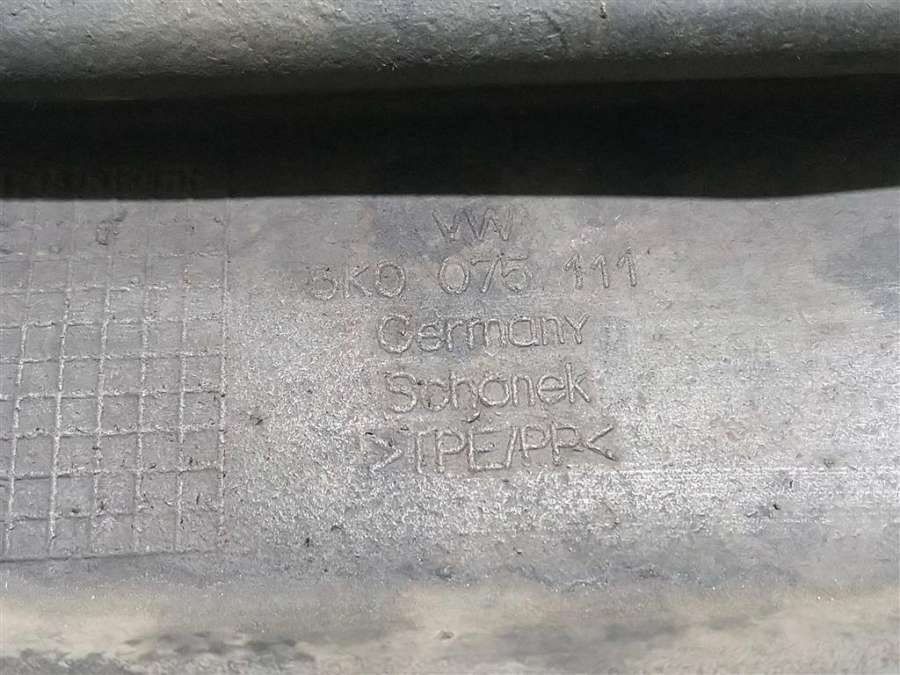 VW
5K0 075 111
Germany
Schönek
>TPE/PP<